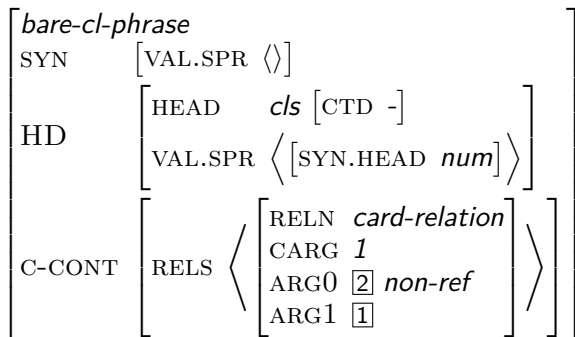 bare-cl-phrase
SYN [VAL.SPR ⟨⟩]
HD [HEAD cls [CTD -]
VAL.SPR ⟨[SYN.HEAD num]⟩]
C-CONT [RELS ⟨[RELN card-relation
CARG 1
ARG0 [2] non-ref
ARG1 [1]]⟩]